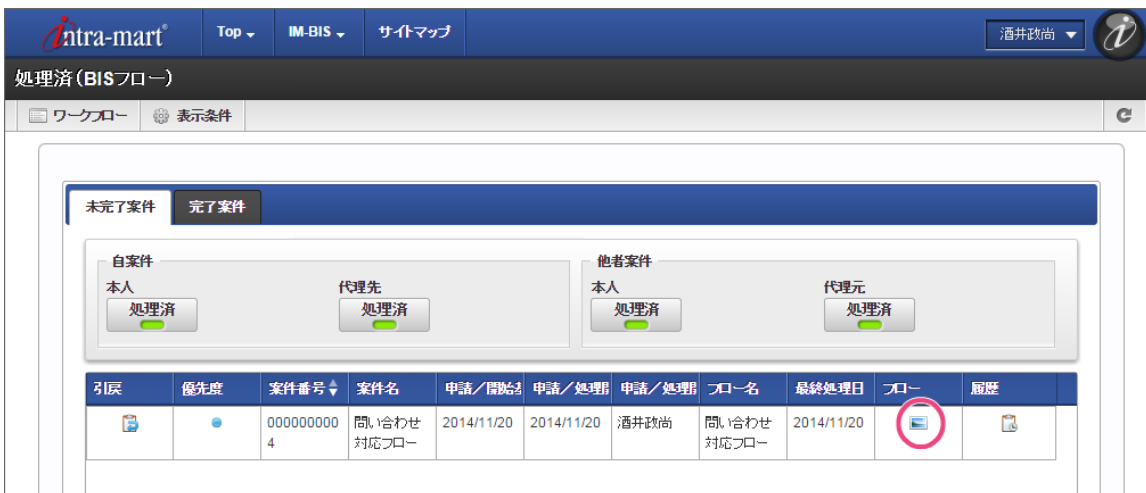 intra-mart®
Top IM-BIS サイトマップ 酒井政尚
処理済(BISフロー)
ワークフロー 表示条件
未完了案件 完了案件
自案件 他者案件
本人 代理先 本人 代理元
処理済 処理済 処理済 処理済
引戻 優先度 案件番号 案件名 申請/開始 申請/処理 申請/処理 フロー名 最終処理日 フロー 履歴
000000000 問い合わせ 2014/11/20 2014/11/20 酒井政尚 問い合わせ 2014/11/20
4 対応フロー 対応フロー